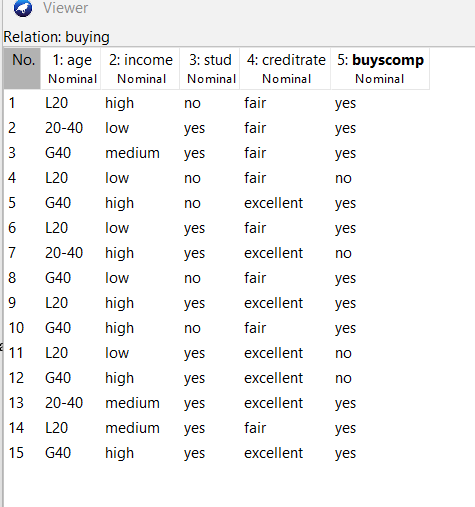 Viewer
Relation: buying
No. 1: age 2: income 3: stud 4: creditrate 5: buyscomp
Nominal Nominal Nominal Nominal Nominal
1 L20 high no fair yes
2 20-40 low yes fair yes
3 G40 medium yes fair yes
4 L20 low no fair no
5 G40 high no excellent yes
6 L20 low yes fair yes
7 20-40 high yes excellent no
8 G40 low no fair yes
9 L20 high yes excellent yes
10 G40 high no fair yes
11 L20 low yes excellent no
12 G40 high yes excellent no
13 20-40 medium yes excellent yes
14 L20 medium yes fair yes
15 G40 high yes excellent yes